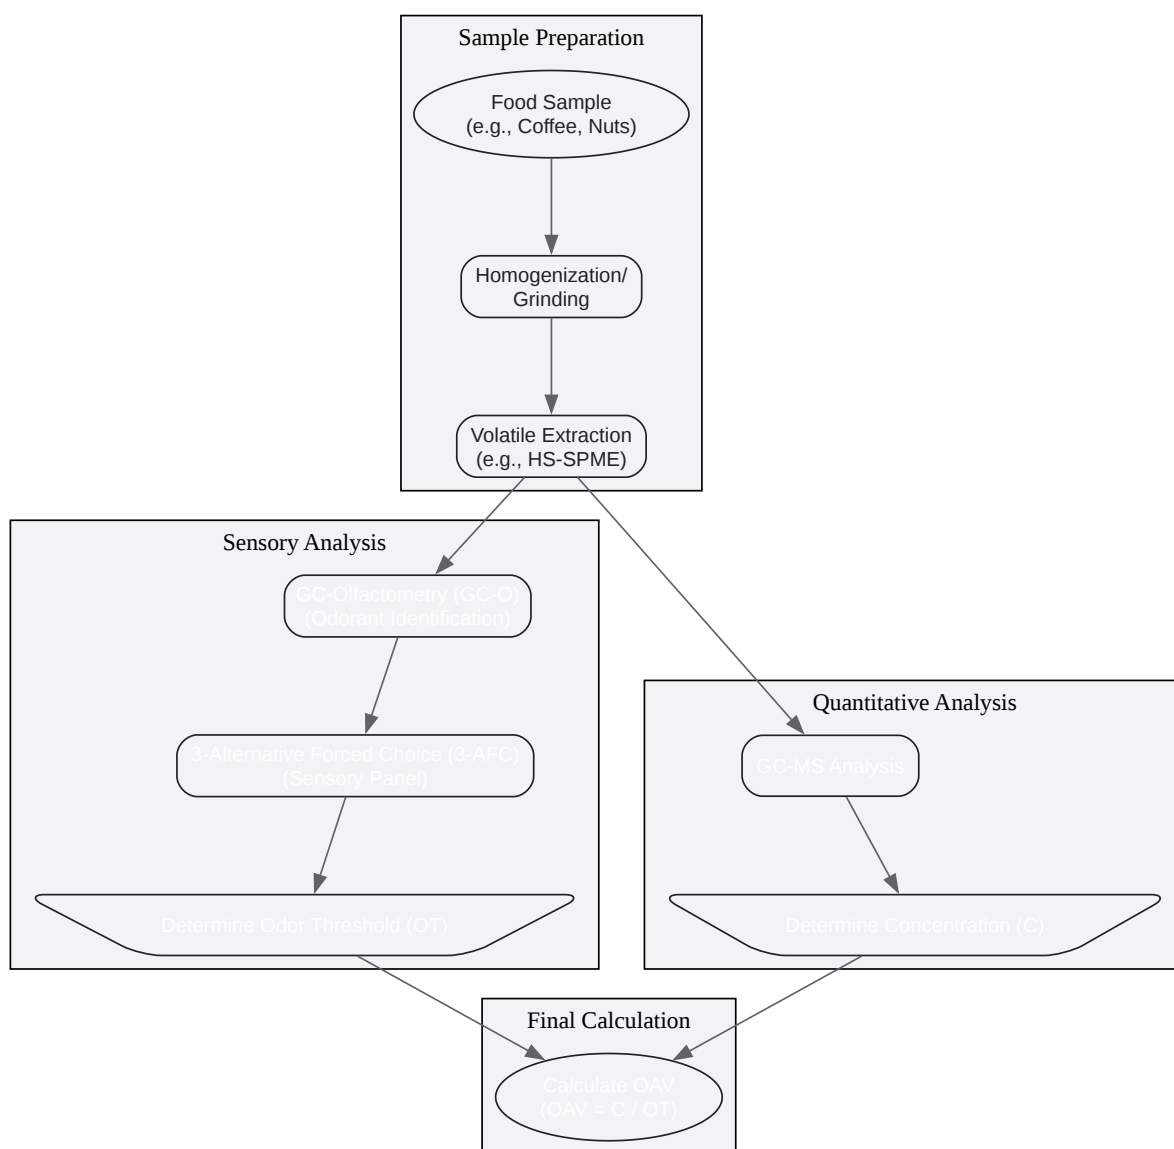 Sample Preparation
Food Sample
(e.g., Coffee, Nuts)
Homogenization/
Grinding
Volatile Extraction
(e.g., HS-SPME)
Sensory Analysis
GC-Olfactometry (GC-O)
(Odorant Identification)
3-Alternative Forced Choice (3-AFC)
(Sensory Panel)
Determine Odor Threshold (OT)
Quantitative Analysis
GC-MS Analysis
Determine Concentration (C)
Final Calculation
Calculate OAV
(OAV = C / OT)